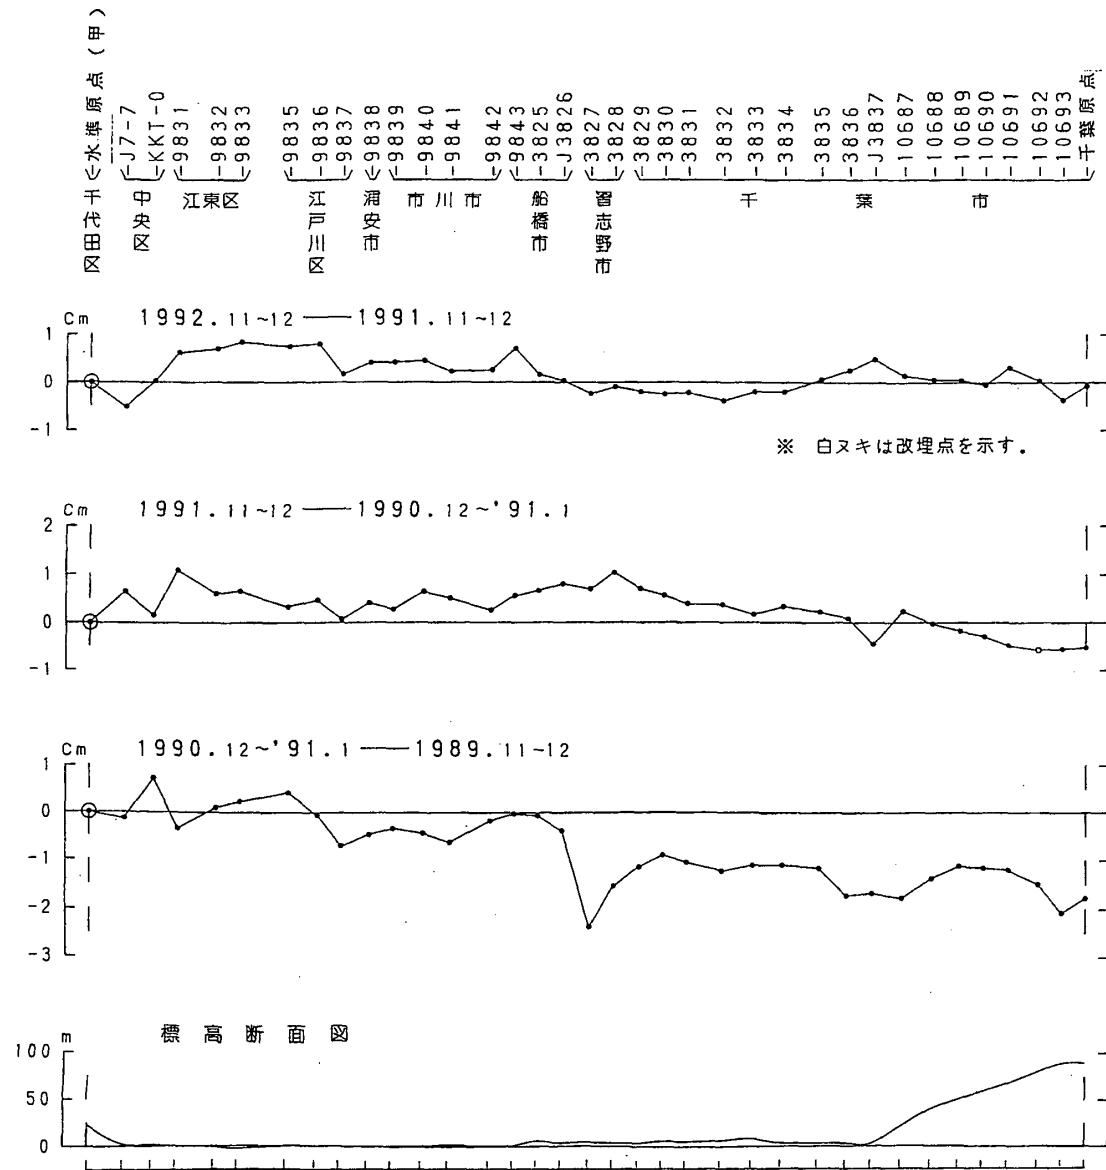 水準原点(甲)
J7-7
KKT-0
9831
9832
9833
9835
9836
9837
9838
9839
9840
9841
9842
9843
3825
J3826
3827
3828
3829
3830
3831
3832
3833
3834
3835
3836
J3837
10687
10688
10689
10690
10691
10692
10693
千葉原点
千代田区
中央区
江東区
江戸川区
浦安市
市川市
船橋市
習志野市
千葉市
Cm
1992.11~12 ── 1991.11~12
1
0
-1
※ 白ヌキは改埋点を示す.
Cm
1991.11~12 ── 1990.12~'91.1
2
1
0
-1
Cm
1990.12~'91.1 ── 1989.11~12
1
0
-1
-2
-3
m
標高断面図
100
50
0